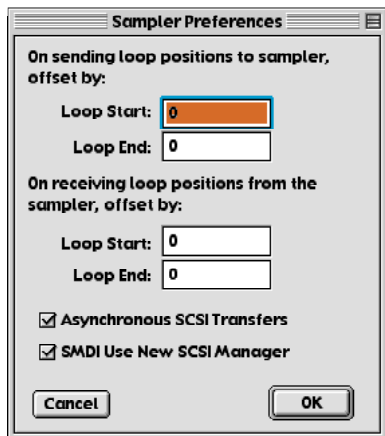 Sampler Preferences
On sending loop positions to sampler,
offset by:
Loop Start: 0
Loop End: 0
On receiving loop positions from the
sampler, offset by:
Loop Start: 0
Loop End: 0
Asynchronous SCSI Transfers
SMDI Use New SCSI Manager
Cancel OK